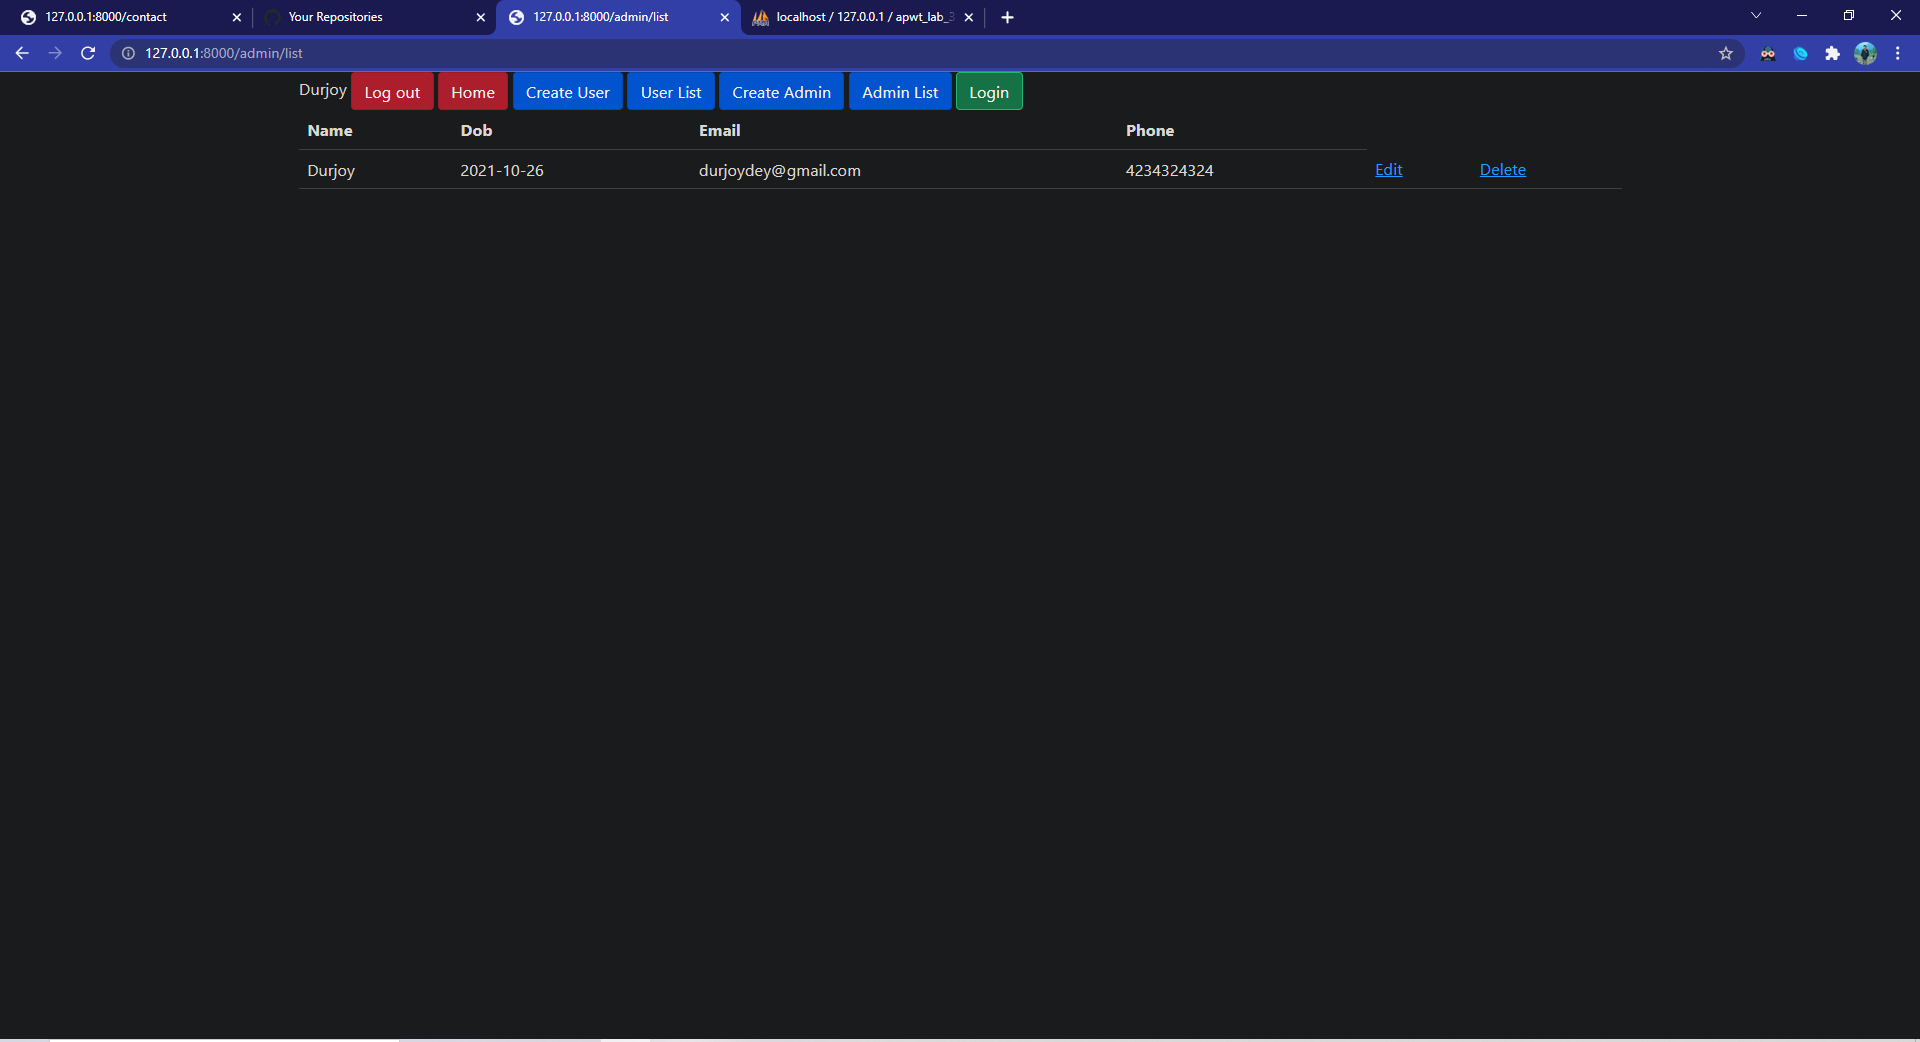 127.0.0.1:8000/contact Your Repositories 127.0.0.1:8000/admin/list localhost / 127.0.0.1 / apwt_lab_3
127.0.0.1:8000/admin/list
Durjoy Log out Home Create User User List Create Admin Admin List Login
Name Dob Email Phone
Durjoy 2021-10-26 durjoydey@gmail.com 4234324324 Edit Delete